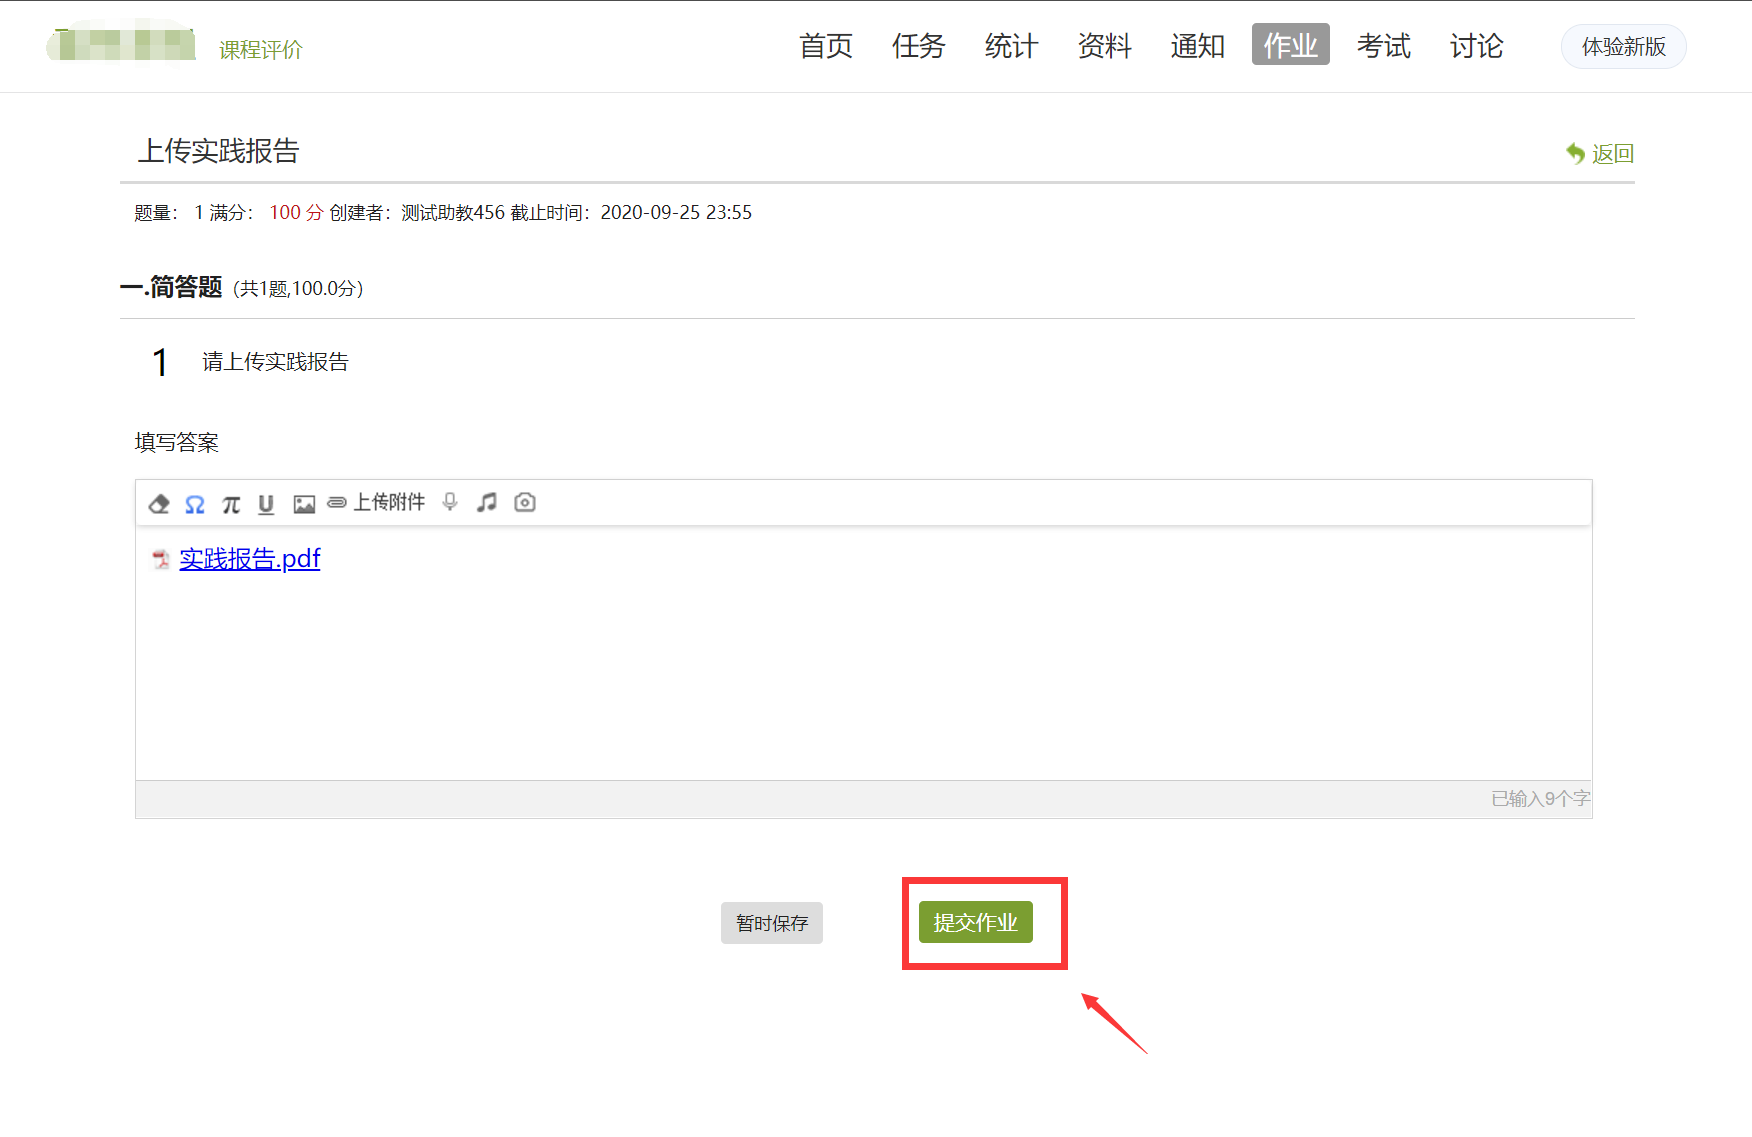 课程评价 首页 任务 统计 资料 通知 作业 考试 讨论 体验新版
上传实践报告 返回
题量： 1 满分： 100 分 创建者：测试助教456 截止时间：2020-09-25 23:55
一.简答题（共1题,100.0分）
1 请上传实践报告
填写答案
Ω π U 上传附件
实践报告.pdf
已输入9个字
暂时保存 提交作业